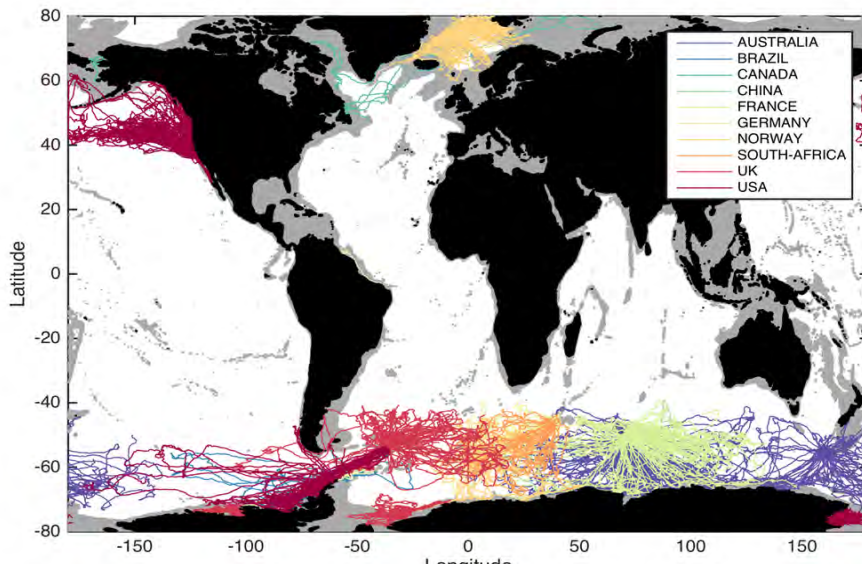 80
60
40
20
0
-20
-40
-60
-80
Latitude
-150
-100
-50
0
50
100
150
Longitude
AUSTRALIA
BRAZIL
CANADA
CHINA
FRANCE
GERMANY
NORWAY
SOUTH-AFRICA
UK
USA